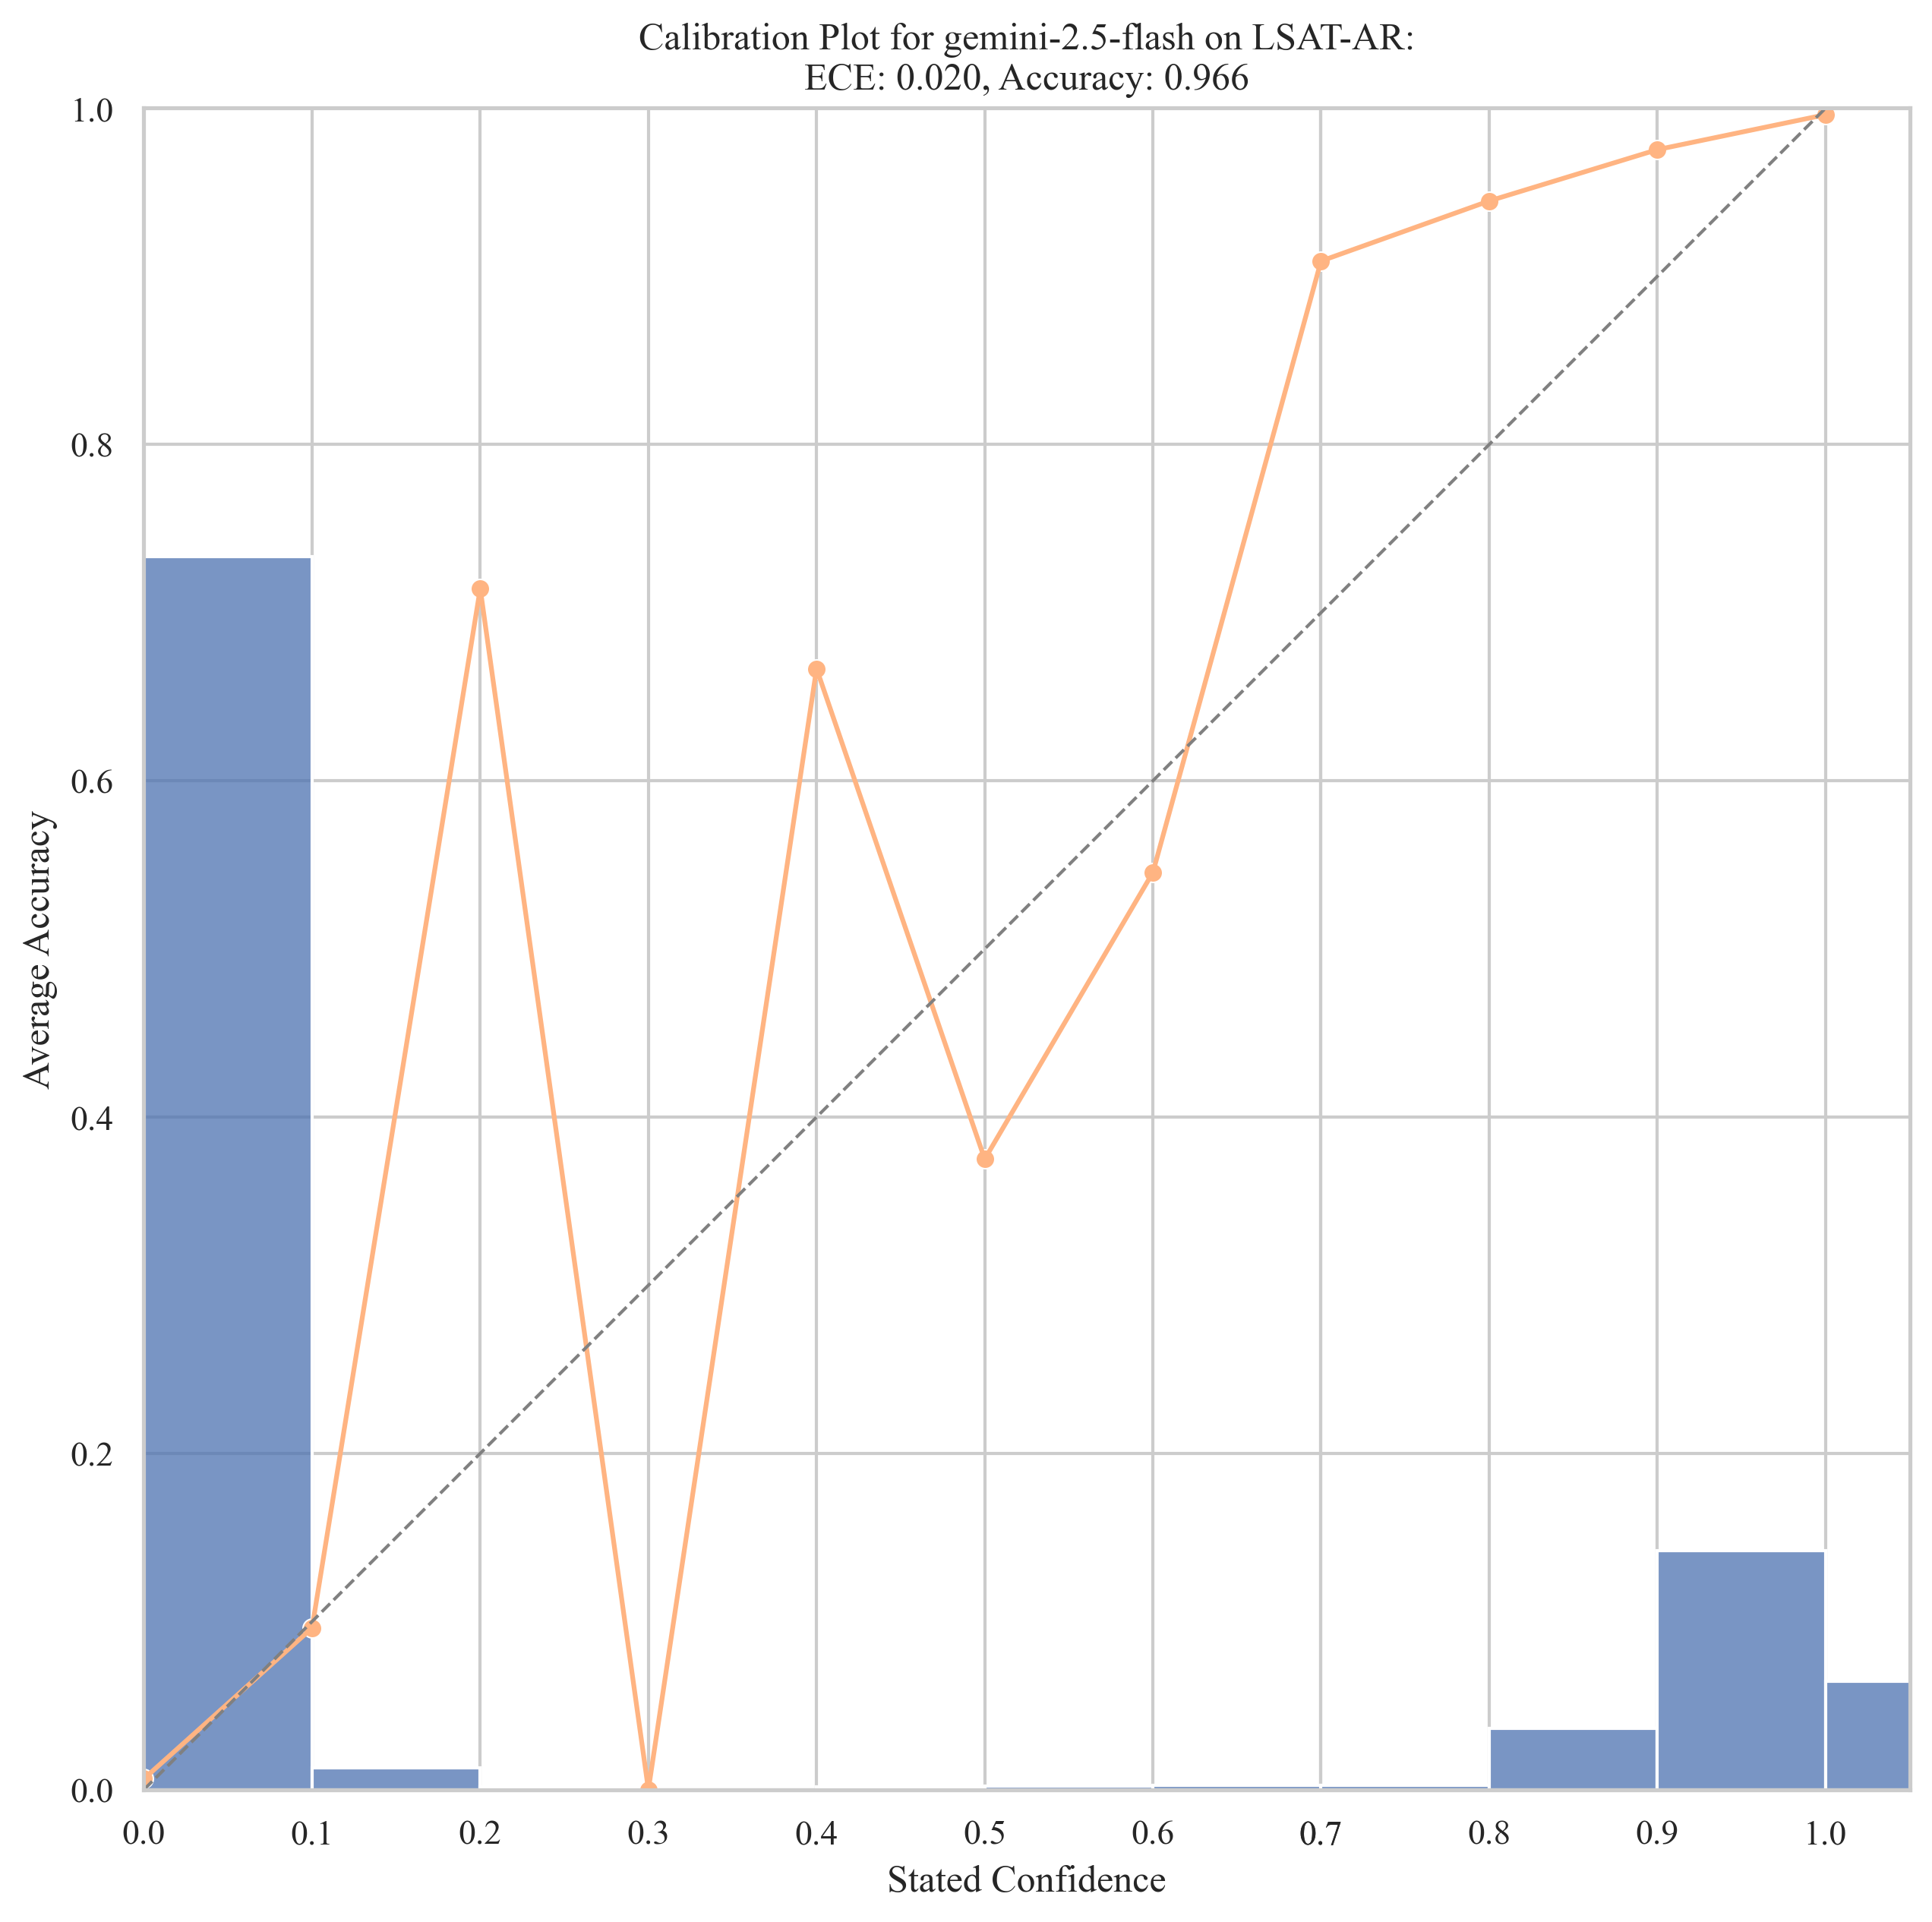 Calibration Plot for gemini-2.5-flash on LSAT-AR:
ECE: 0.020, Accuracy: 0.966
1.0
0.8
0.6
0.4
0.2
0.0
Average Accuracy
0.0 0.1 0.2 0.3 0.4 0.5 0.6 0.7 0.8 0.9 1.0
Stated Confidence